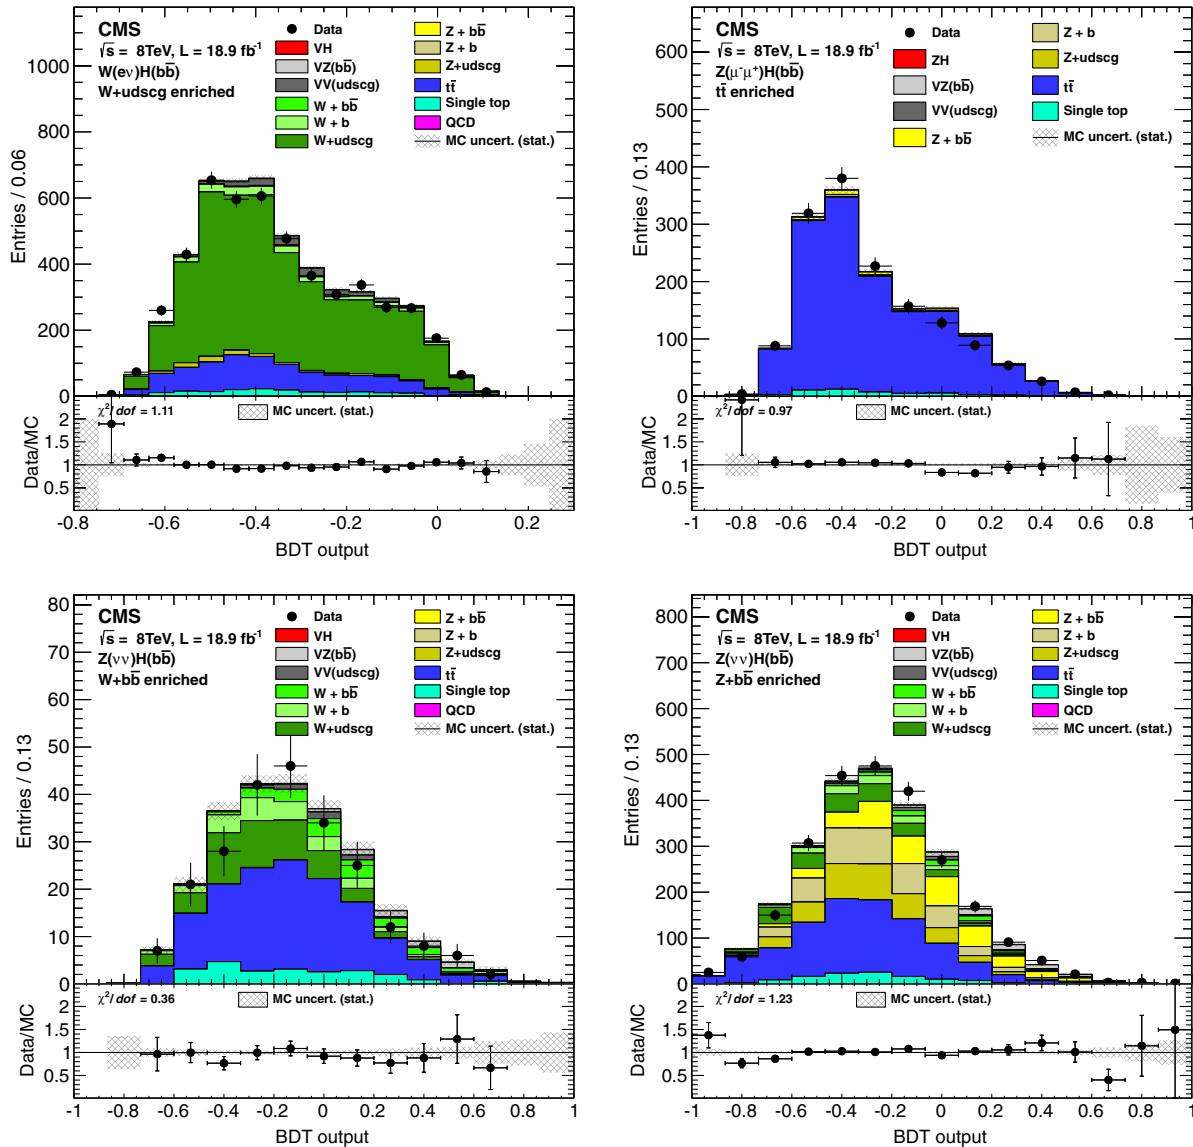 CMS
√s = 8TeV, L = 18.9 fb⁻¹
W(eν)H(bb̄)
W+udscg enriched
Data
VH
VZ(bb̄)
VV(udscg)
W + bb̄
W + b
W+udscg
Z + bb̄
Z + b
Z+udscg
tt̄
Single top
QCD
MC uncert. (stat.)
Entries / 0.06
1000
800
600
400
200
0
χ²/dof = 1.11
MC uncert. (stat.)
Data/MC
2
1.5
1
0.5
-0.8 -0.6 -0.4 -0.2 0 0.2
BDT output
CMS
√s = 8TeV, L = 18.9 fb⁻¹
Z(μ⁻μ⁺)H(bb̄)
tt̄ enriched
Data
ZH
VZ(bb̄)
VV(udscg)
Z + bb̄
Z + b
Z+udscg
tt̄
Single top
MC uncert. (stat.)
Entries / 0.13
600
500
400
300
200
100
0
χ²/dof = 0.97
MC uncert. (stat.)
Data/MC
2
1.5
1
0.5
-1 -0.8 -0.6 -0.4 -0.2 0 0.2 0.4 0.6 0.8 1
BDT output
CMS
√s = 8TeV, L = 18.9 fb⁻¹
Z(νν)H(bb̄)
W+bb̄ enriched
Data
VH
VZ(bb̄)
VV(udscg)
W + bb̄
W + b
W+udscg
Z + bb̄
Z + b
Z+udscg
tt̄
Single top
QCD
MC uncert. (stat.)
Entries / 0.13
80
70
60
50
40
30
20
10
0
χ²/dof = 0.36
MC uncert. (stat.)
Data/MC
2
1.5
1
0.5
-1 -0.8 -0.6 -0.4 -0.2 0 0.2 0.4 0.6 0.8 1
BDT output
CMS
√s = 8TeV, L = 18.9 fb⁻¹
Z(νν)H(bb̄)
Z+bb̄ enriched
Data
VH
VZ(bb̄)
VV(udscg)
W + bb̄
W + b
W+udscg
Z + bb̄
Z + b
Z+udscg
tt̄
Single top
QCD
MC uncert. (stat.)
Entries / 0.13
800
700
600
500
400
300
200
100
0
χ²/dof = 1.23
MC uncert. (stat.)
Data/MC
2
1.5
1
0.5
-1 -0.8 -0.6 -0.4 -0.2 0 0.2 0.4 0.6 0.8 1
BDT output